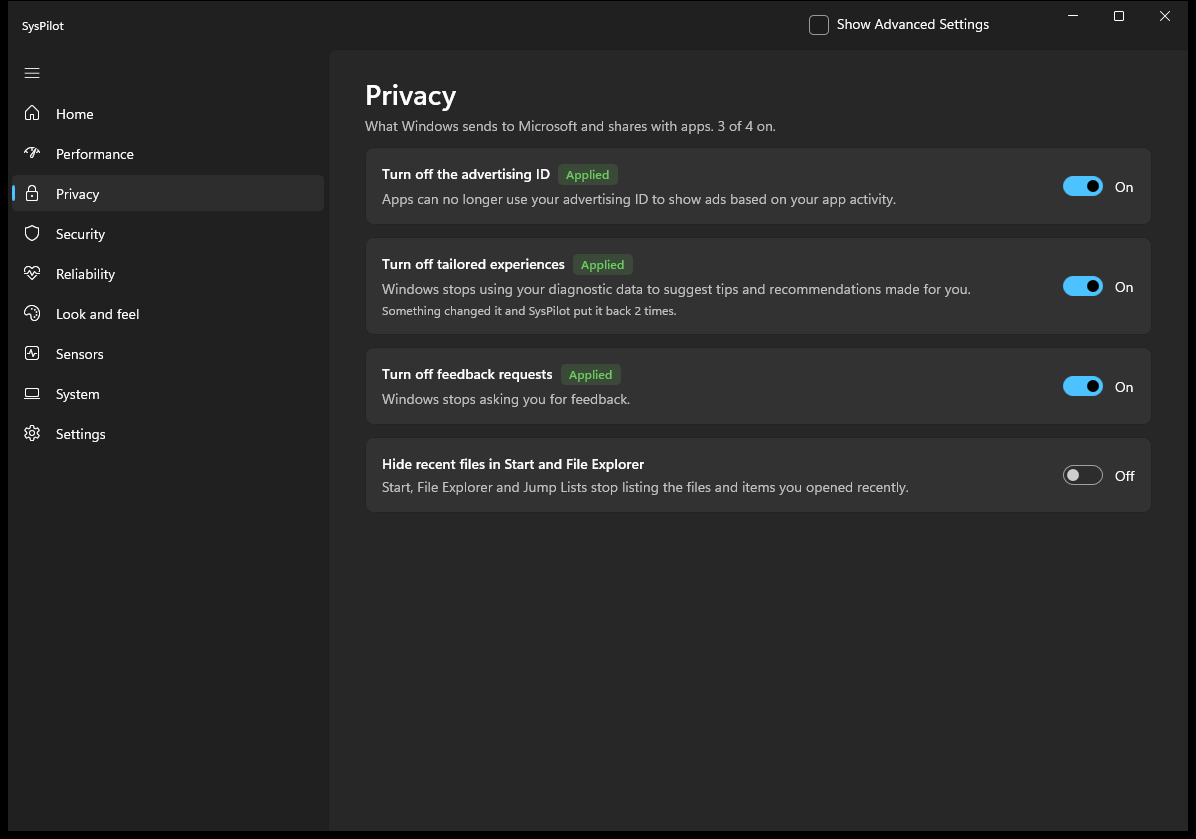 SysPilot
Show Advanced Settings
Home
Performance
Privacy
Security
Reliability
Look and feel
Sensors
System
Settings
Privacy
What Windows sends to Microsoft and shares with apps. 3 of 4 on.
Turn off the advertising ID Applied
Apps can no longer use your advertising ID to show ads based on your app activity.
On
Turn off tailored experiences Applied
Windows stops using your diagnostic data to suggest tips and recommendations made for you.
Something changed it and SysPilot put it back 2 times.
On
Turn off feedback requests Applied
Windows stops asking you for feedback.
On
Hide recent files in Start and File Explorer
Start, File Explorer and Jump Lists stop listing the files and items you opened recently.
Off